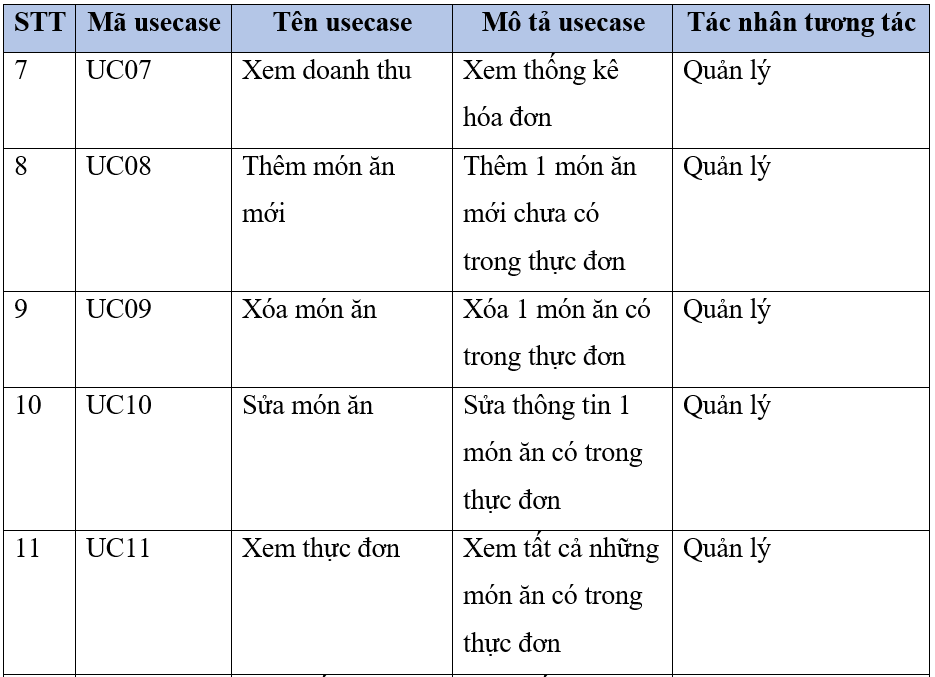 STT Mã usecase Tên usecase Mô tả usecase Tác nhân tương tác
7 UC07 Xem doanh thu Xem thống kê Quản lý
hóa đơn
8 UC08 Thêm món ăn Thêm 1 món ăn Quản lý
mới mới chưa có
trong thực đơn
9 UC09 Xóa món ăn Xóa 1 món ăn có Quản lý
trong thực đơn
10 UC10 Sửa món ăn Sửa thông tin 1 Quản lý
món ăn có trong
thực đơn
11 UC11 Xem thực đơn Xem tất cả những Quản lý
món ăn có trong
thực đơn